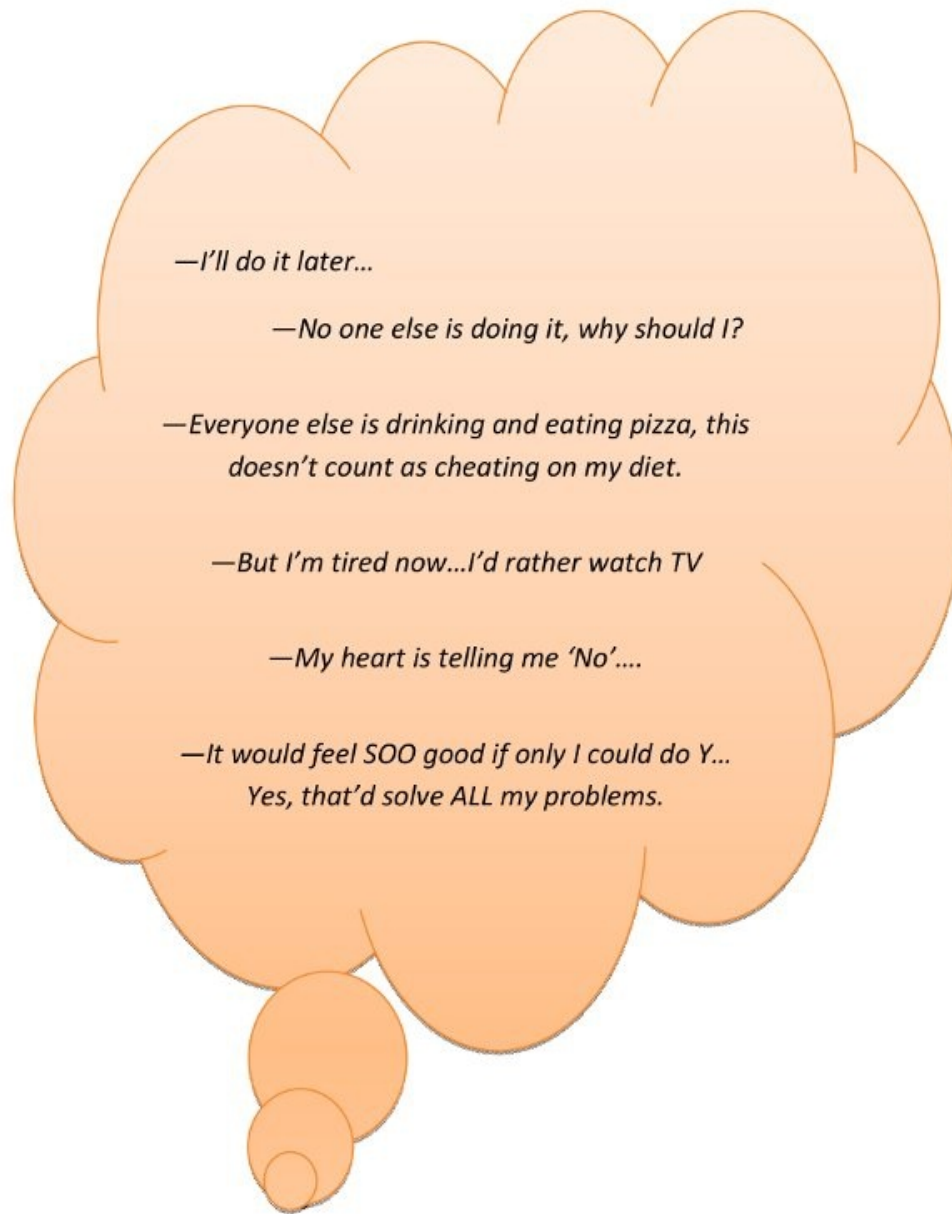 —I’ll do it later…
—No one else is doing it, why should I?
—Everyone else is drinking and eating pizza, this
doesn’t count as cheating on my diet.
—But I’m tired now…I’d rather watch TV
—My heart is telling me ‘No’….
—It would feel SOO good if only I could do Y…
Yes, that’d solve ALL my problems.